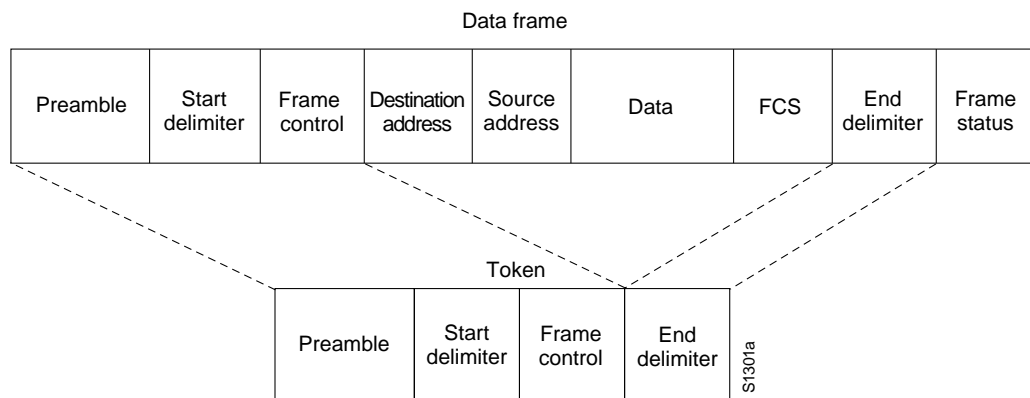 Data frame
Preamble
Start
delimiter
Frame
control
Destination
address
Source
address
Data
FCS
End
delimiter
Frame
status
Token
Preamble
Start
delimiter
Frame
control
End
delimiter
S1301a